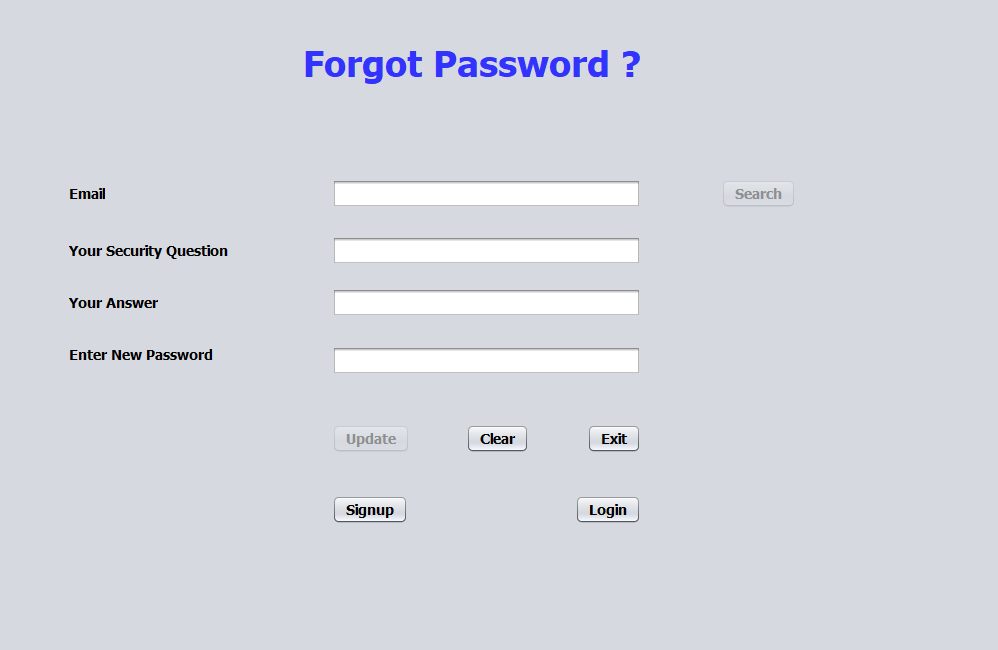 Forgot Password ?
Email Search
Your Security Question
Your Answer
Enter New Password
Update Clear Exit
Signup Login